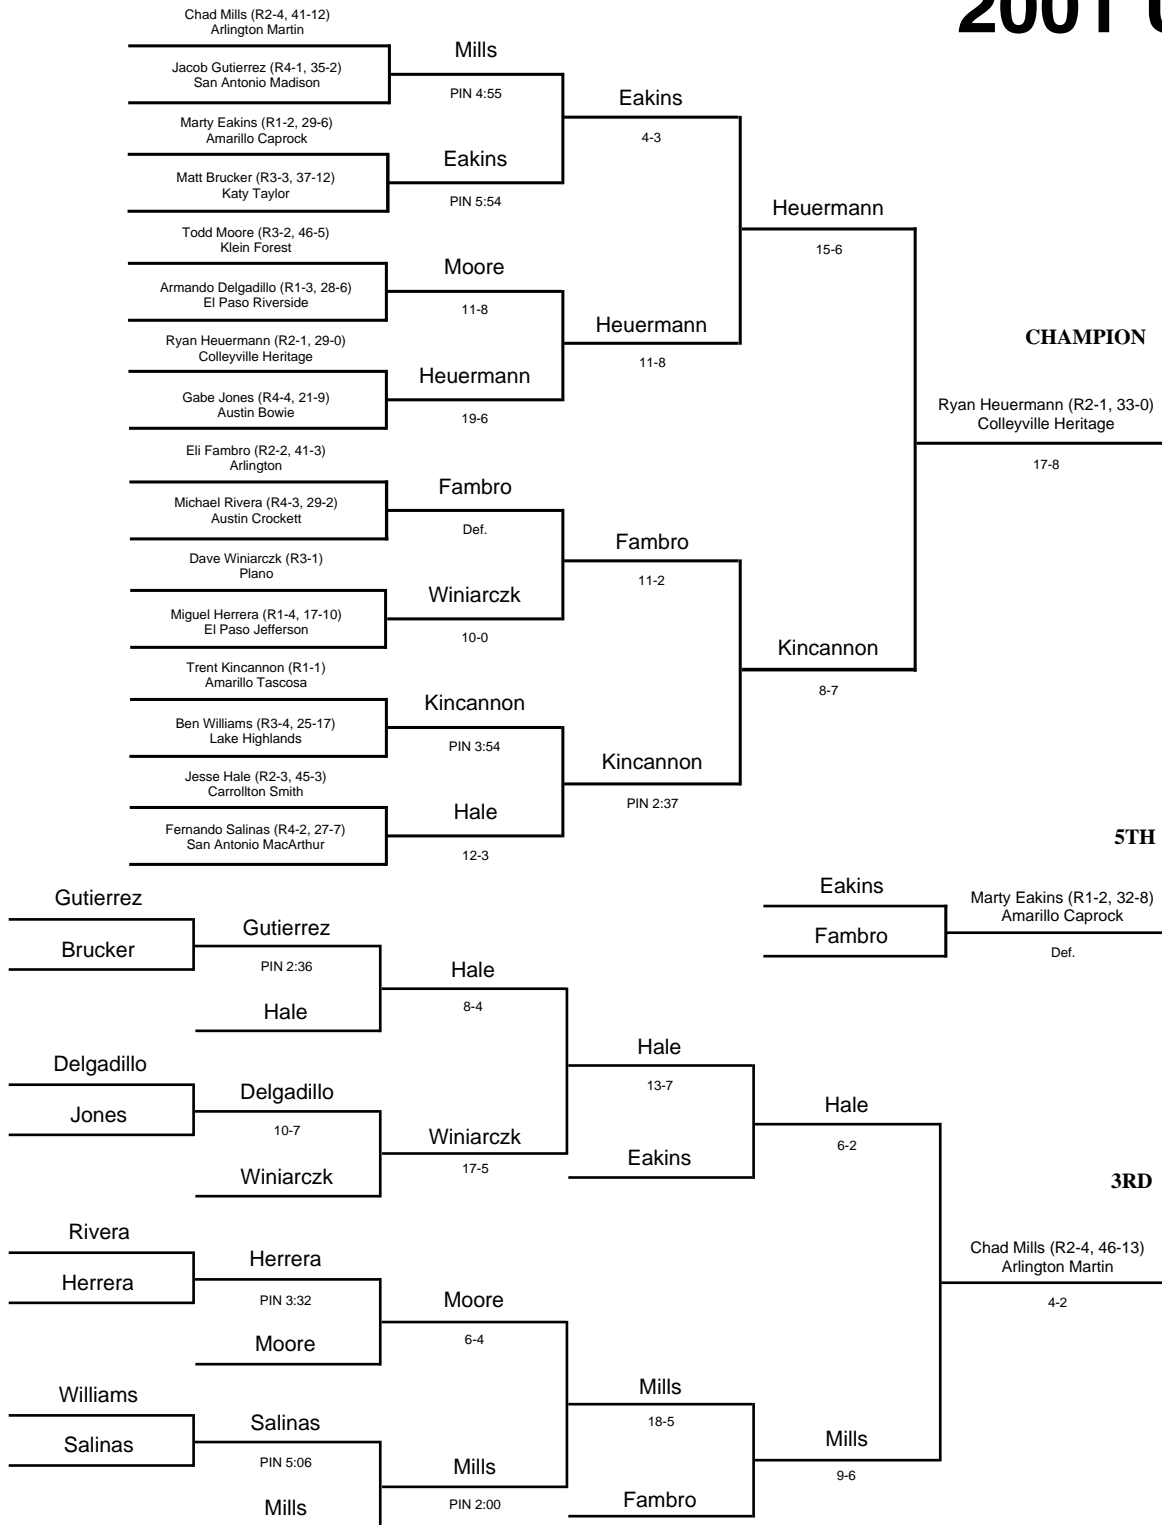 2001 U
Chad Mills (R2-4, 41-12)
Arlington Martin
Mills
Jacob Gutierrez (R4-1, 35-2)
San Antonio Madison
PIN 4:55
Eakins
Marty Eakins (R1-2, 29-6)
Amarillo Caprock
4-3
Eakins
Matt Brucker (R3-3, 37-12)
Katy Taylor
PIN 5:54
Heuermann
Todd Moore (R3-2, 46-5)
Klein Forest
15-6
Moore
Armando Delgadillo (R1-3, 28-6)
El Paso Riverside
11-8
Heuermann
CHAMPION
Ryan Heuermann (R2-1, 29-0)
Colleyville Heritage
11-8
Heuermann
Gabe Jones (R4-4, 21-9)
Austin Bowie
19-6
Ryan Heuermann (R2-1, 33-0)
Colleyville Heritage
17-8
Eli Fambro (R2-2, 41-3)
Arlington
Fambro
Michael Rivera (R4-3, 29-2)
Austin Crockett
Def.
Fambro
Dave Winiarczk (R3-1)
Plano
11-2
Winiarczk
Miguel Herrera (R1-4, 17-10)
El Paso Jefferson
10-0
Kincannon
Trent Kincannon (R1-1)
Amarillo Tascosa
8-7
Kincannon
Ben Williams (R3-4, 25-17)
Lake Highlands
PIN 3:54
Kincannon
Jesse Hale (R2-3, 45-3)
Carrollton Smith
PIN 2:37
Hale
Fernando Salinas (R4-2, 27-7)
San Antonio MacArthur
12-3
5TH
Eakins
Fambro
Marty Eakins (R1-2, 32-8)
Amarillo Caprock
Def.
Gutierrez
Brucker
Gutierrez
PIN 2:36
Hale
Hale
8-4
Delgadillo
Jones
Delgadillo
10-7
Winiarczk
Winiarczk
17-5
Hale
13-7
Eakins
Hale
6-2
3RD
Rivera
Herrera
Herrera
PIN 3:32
Moore
Moore
6-4
Chad Mills (R2-4, 46-13)
Arlington Martin
4-2
Williams
Salinas
Salinas
PIN 5:06
Mills
Mills
PIN 2:00
Mills
18-5
Fambro
Mills
9-6